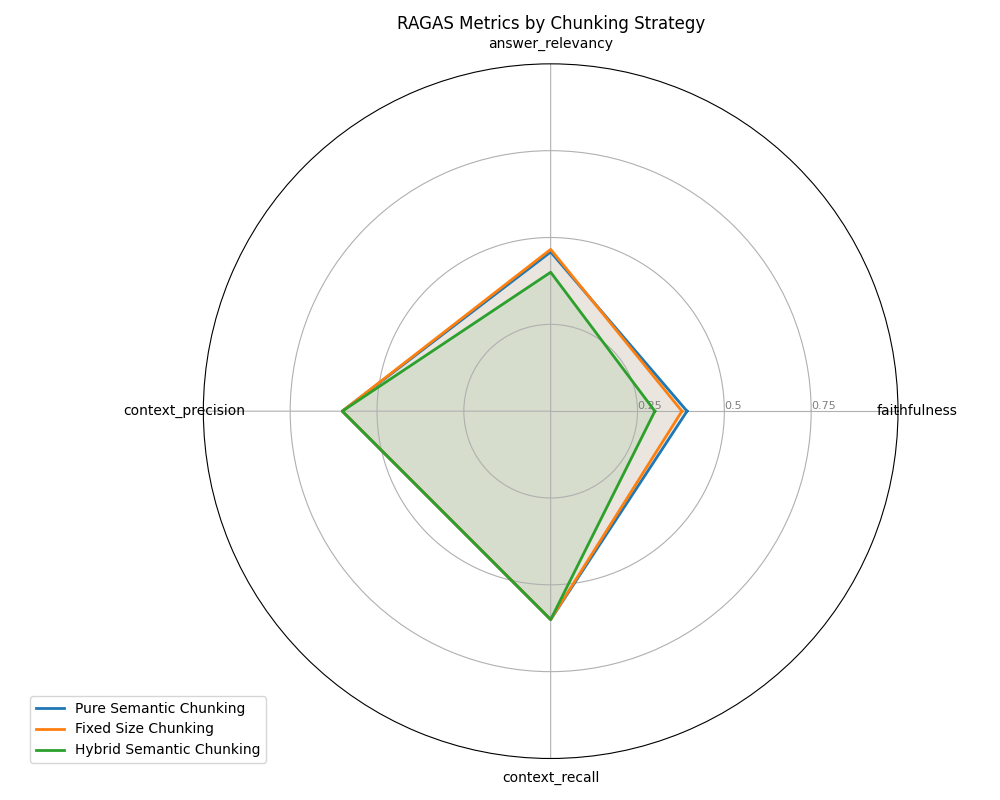 RAGAS Metrics by Chunking Strategy
answer_relevancy
context_precision
0.25
0.5
0.75
faithfulness
Pure Semantic Chunking
Fixed Size Chunking
Hybrid Semantic Chunking
context_recall